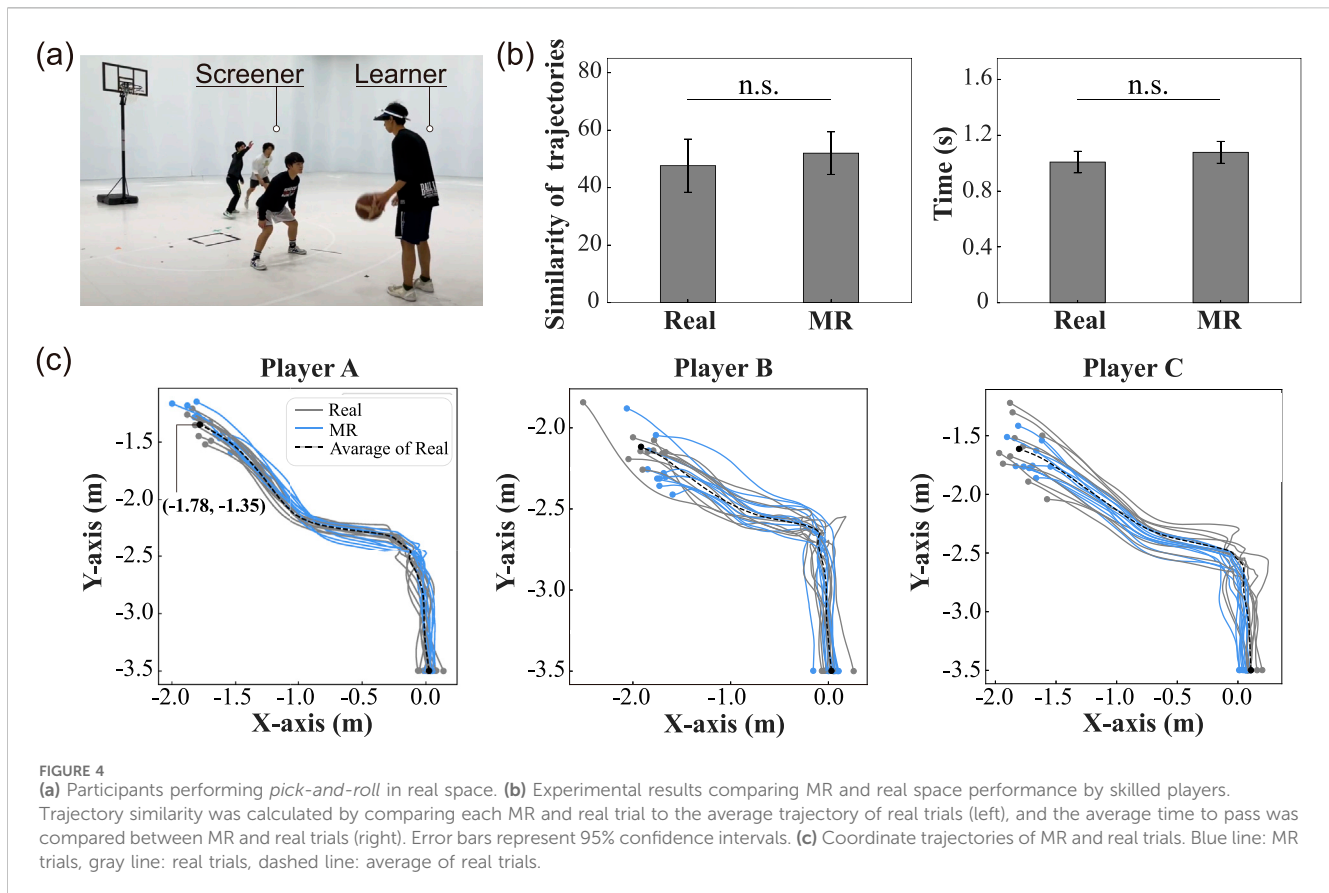 (a)
Screener
Learner
(b)
Similarity of trajectories
80
60
40
20
0
n.s.
Real
MR
Time (s)
1.6
1.2
0.8
0.4
0
n.s.
Real
MR
(c)
Player A
Real
MR
Avarage of Real
Y-axis (m)
-1.5
-2.0
-2.5
-3.0
-3.5
(-1.78, -1.35)
-2.0 -1.5 -1.0 -0.5 0.0
X-axis (m)
Player B
Y-axis (m)
-2.0
-2.5
-3.0
-3.5
-2.0 -1.0 0.0
X-axis (m)
Player C
Y-axis (m)
-1.5
-2.0
-2.5
-3.0
-3.5
-2.0 -1.5 -1.0 -0.5 0.0
X-axis (m)
FIGURE 4
(a) Participants performing pick-and-roll in real space. (b) Experimental results comparing MR and real space performance by skilled players.
Trajectory similarity was calculated by comparing each MR and real trial to the average trajectory of real trials (left), and the average time to pass was
compared between MR and real trials (right). Error bars represent 95% confidence intervals. (c) Coordinate trajectories of MR and real trials. Blue line: MR
trials, gray line: real trials, dashed line: average of real trials.